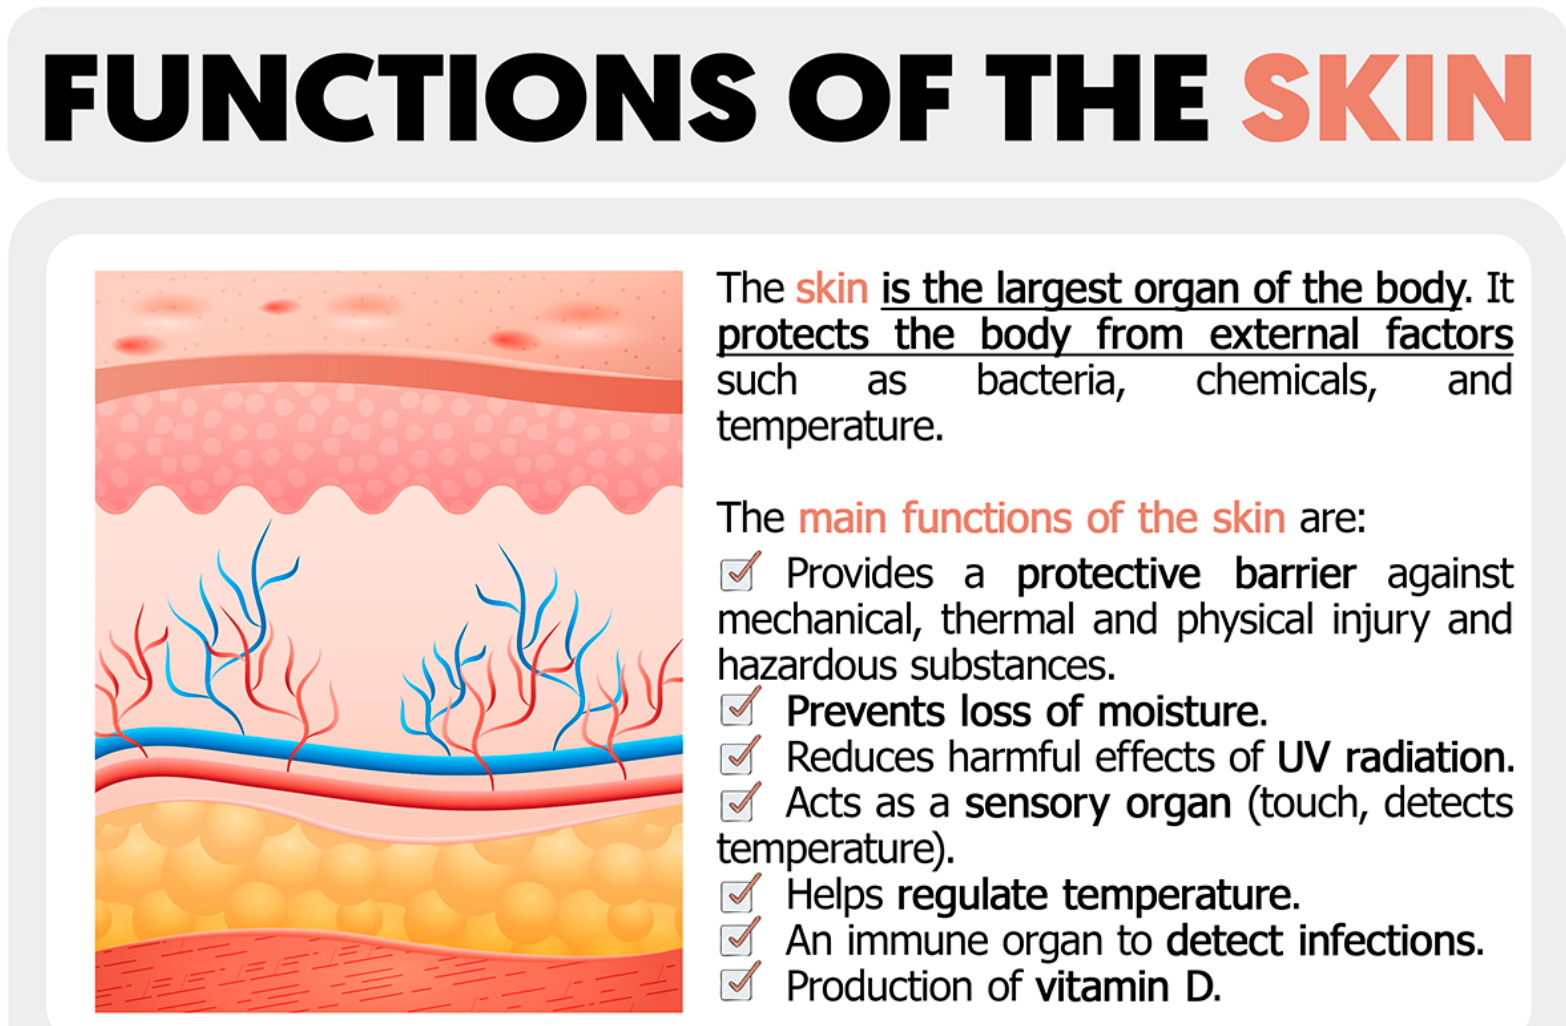 FUNCTIONS OF THE SKIN
The skin is the largest organ of the body. It
protects the body from external factors
such as bacteria, chemicals, and
temperature.
The main functions of the skin are:
Provides a protective barrier against
mechanical, thermal and physical injury and
hazardous substances.
Prevents loss of moisture.
Reduces harmful effects of UV radiation.
Acts as a sensory organ (touch, detects
temperature).
Helps regulate temperature.
An immune organ to detect infections.
Production of vitamin D.